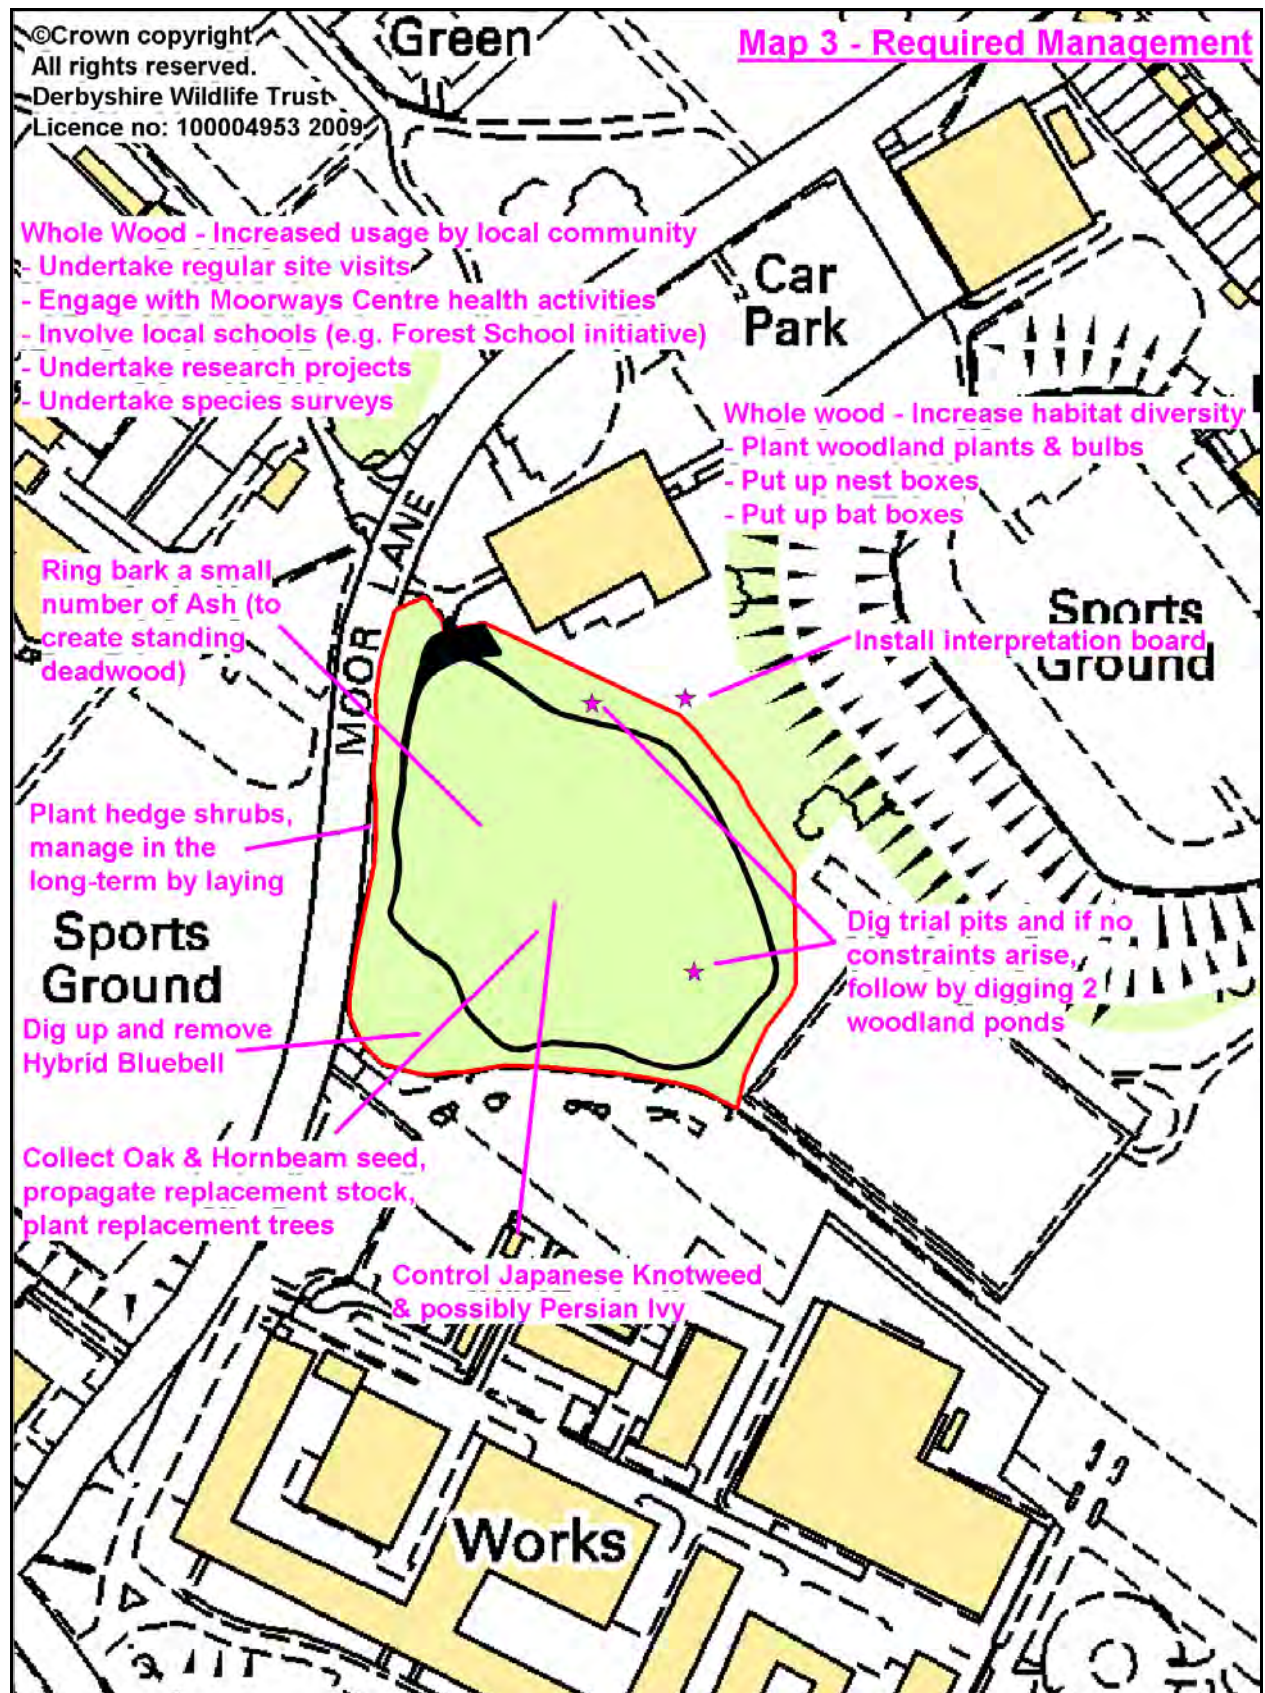 ©Crown copyright
All rights reserved.
Derbyshire Wildlife Trust
Licence no: 100004953 2009
Green
Map 3 - Required Management
Whole Wood - Increased usage by local community
- Undertake regular site visits
- Engage with Moorways Centre health activities
- Involve local schools (e.g. Forest School initiative)
- Undertake research projects
- Undertake species surveys
Car
Park
Whole wood - Increase habitat diversity
- Plant woodland plants & bulbs
- Put up nest boxes
- Put up bat boxes
MOOR LANE
Ring bark a small
number of Ash (to
create standing
deadwood)
Sports
Ground
Install interpretation board
Plant hedge shrubs,
manage in the
long-term by laying
Sports
Ground
Dig trial pits and if no
constraints arise,
follow by digging 2
woodland ponds
Dig up and remove
Hybrid Bluebell
Collect Oak & Hornbeam seed,
propagate replacement stock,
plant replacement trees
Control Japanese Knotweed
& possibly Persian Ivy
Works